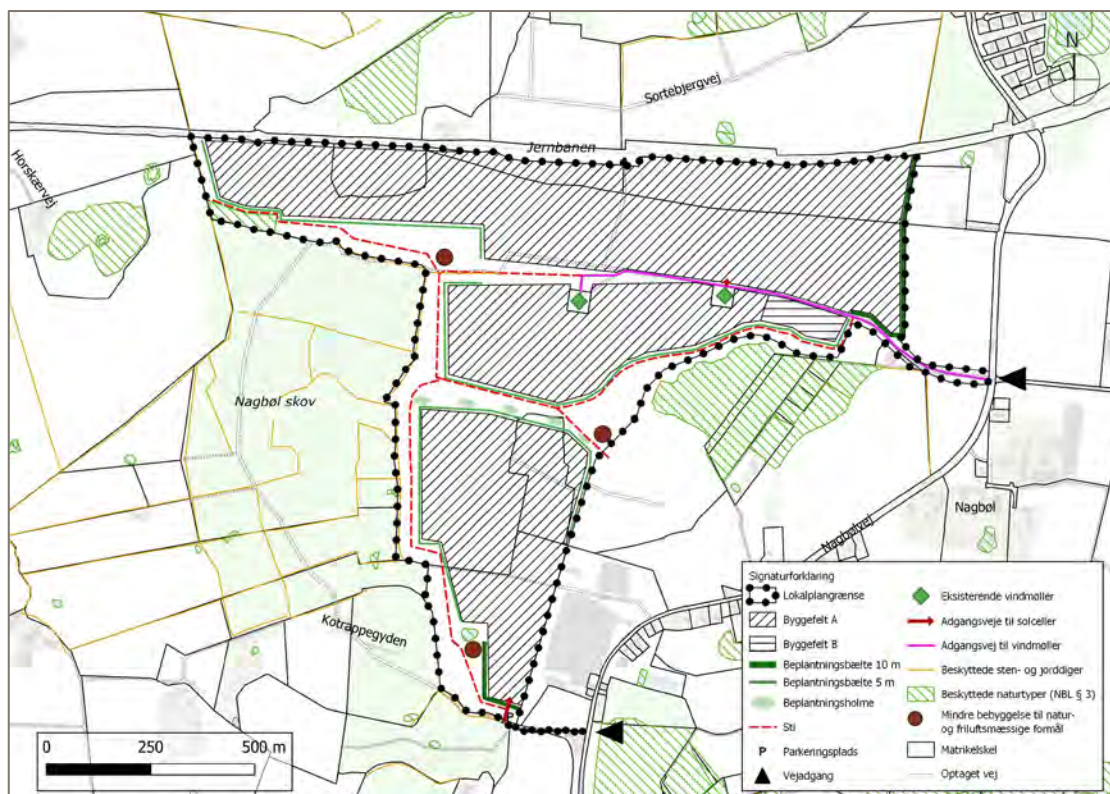 N
Sortebjergvej
Jernbanen
Horskærvej
Nagbøl skov
Nagbøl
Nagbølvej
Kotrappegyden
P
0 250 500 m
Signaturforklaring
Lokalplangrænse
Byggefelt A
Byggefelt B
Beplantningsbælte 10 m
Beplantningsbælte 5 m
Beplantningsholme
Sti
P Parkeringsplads
Vejadgang
Eksisterende vindmøller
Adgangsveje til solceller
Adgangsvej til vindmøller
Beskyttede sten- og jorddiger
Beskyttede naturtyper (NBL § 3)
Mindre bebyggelse til natur-
og friluftsmæssige formål
Matrikelskel
Optaget vej